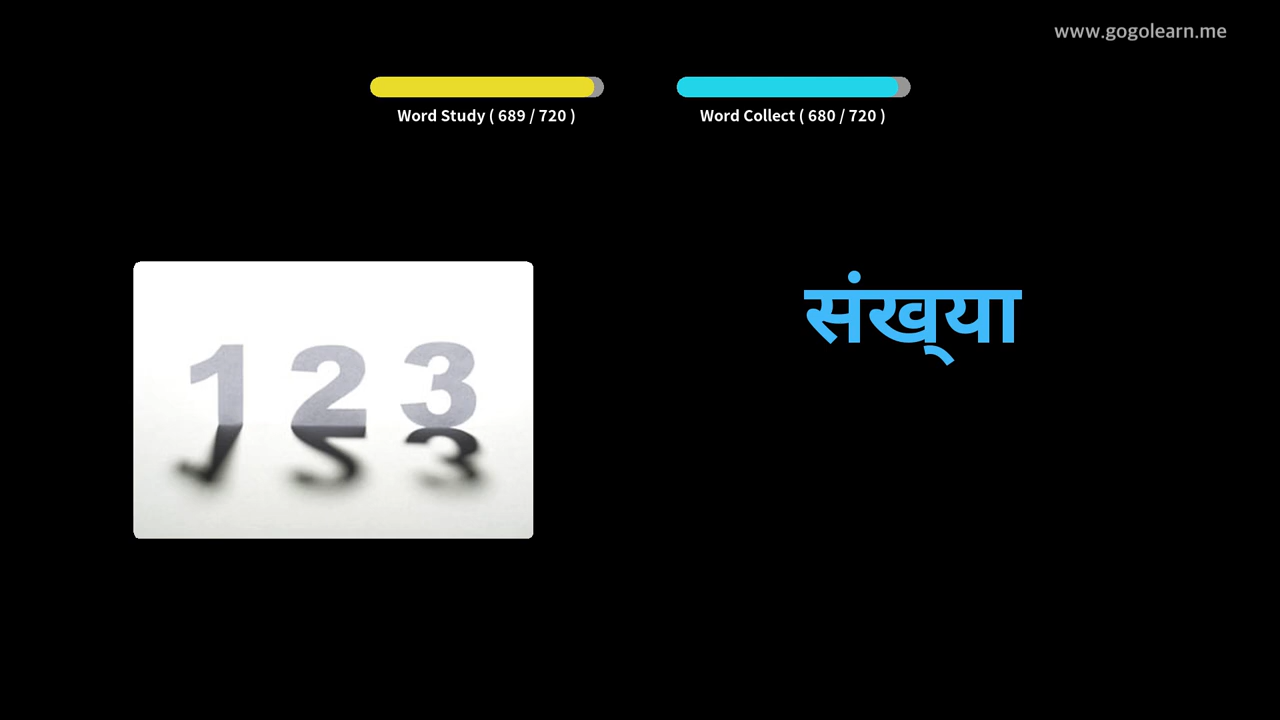 www.gogolearn.me
Word Study ( 689 / 720 )
Word Collect ( 680 / 720 )
1 2 3
संख्‌या